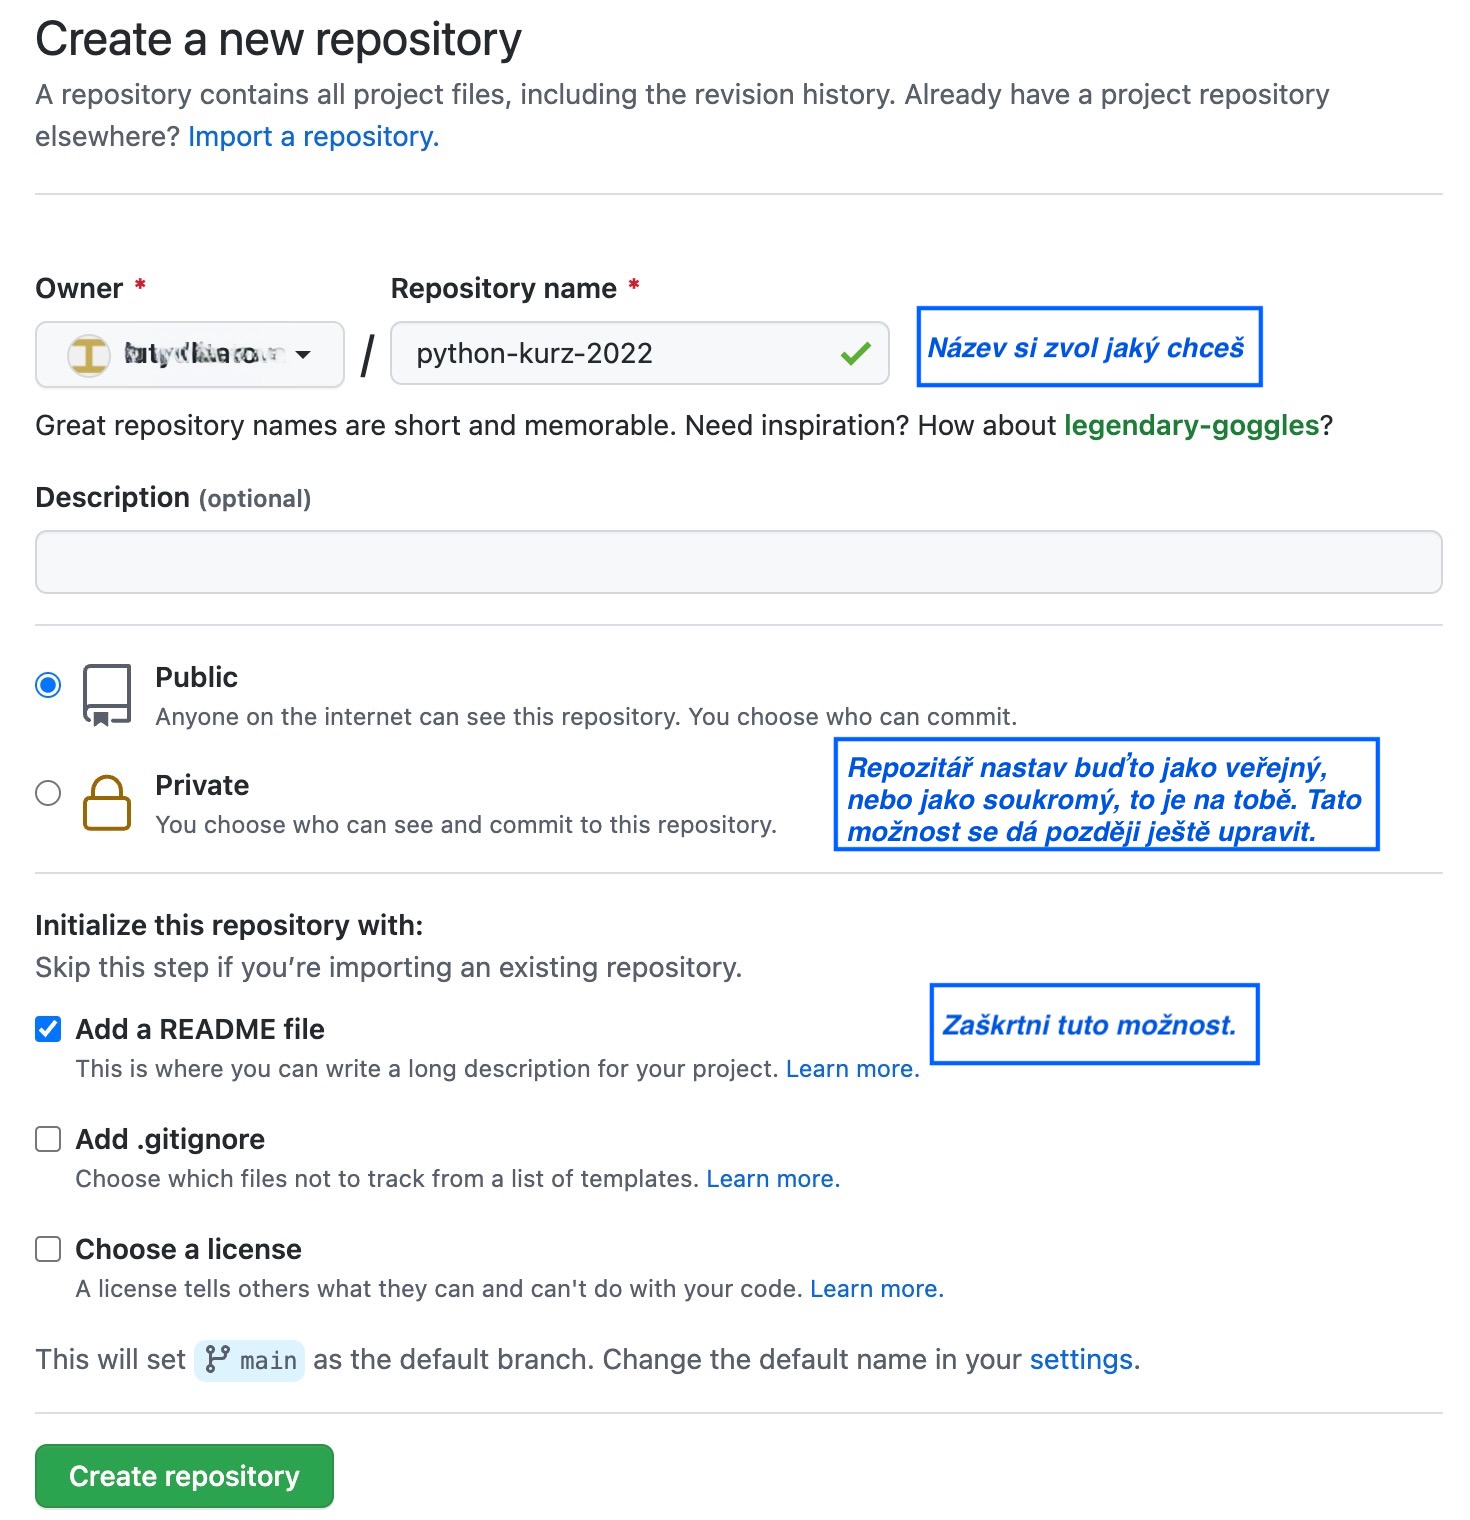 Create a new repository
A repository contains all project files, including the revision history. Already have a project repository
elsewhere? Import a repository.
Owner *
Repository name *
/
python-kurz-2022
Název si zvol jaký chceš
Great repository names are short and memorable. Need inspiration? How about legendary-goggles?
Description (optional)
Public
Anyone on the internet can see this repository. You choose who can commit.
Private
You choose who can see and commit to this repository.
Repozitář nastav buďto jako veřejný,
nebo jako soukromý, to je na tobě. Tato
možnost se dá později ještě upravit.
Initialize this repository with:
Skip this step if you’re importing an existing repository.
Add a README file
This is where you can write a long description for your project. Learn more.
Zaškrtni tuto možnost.
Add .gitignore
Choose which files not to track from a list of templates. Learn more.
Choose a license
A license tells others what they can and can't do with your code. Learn more.
This will set main as the default branch. Change the default name in your settings.
Create repository